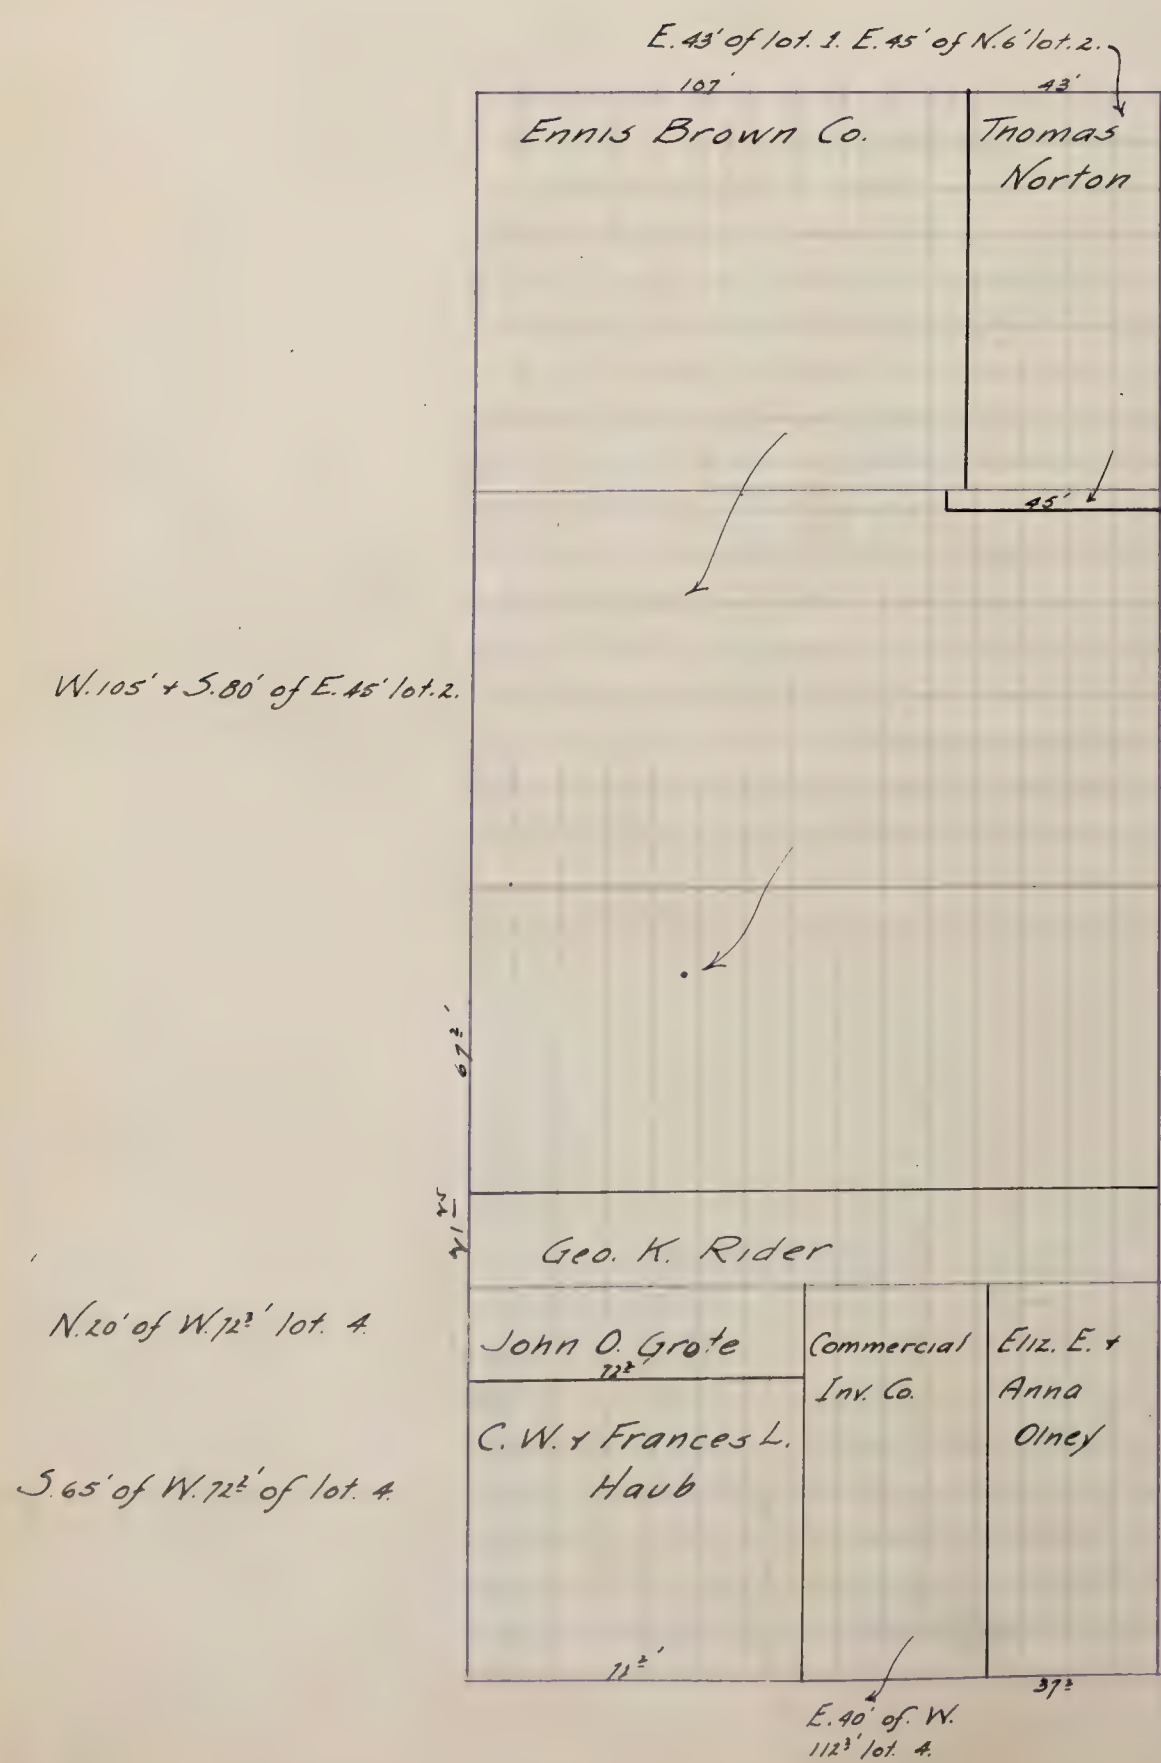 E. 43' of lot. 1. E. 45' of N. 6' lot. 2.
107'
43'
Ennis Brown Co.
Thomas
Norton
45'
W. 105' + S. 80' of E. 45' lot. 2.
67½'
Geo. K. Rider
N. 20' of W. 72½' lot. 4.
John O. Grote
72½'
Commercial
Inv. Co.
Eliz. E. +
Anna
Olney
C. W. & Frances L.
Haub
S. 65' of W. 72½' of lot. 4.
72½'
37½
E. 40' of W.
112½' lot. 4.